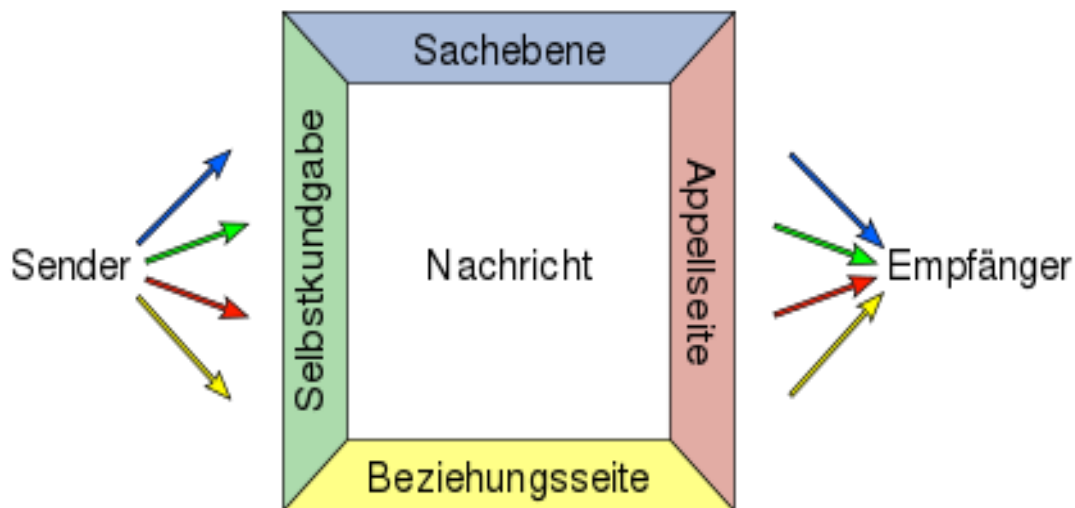 Sachebene
Selbstkundgabe
Sender
Nachricht
Appellseite
Empfänger
Beziehungsseite